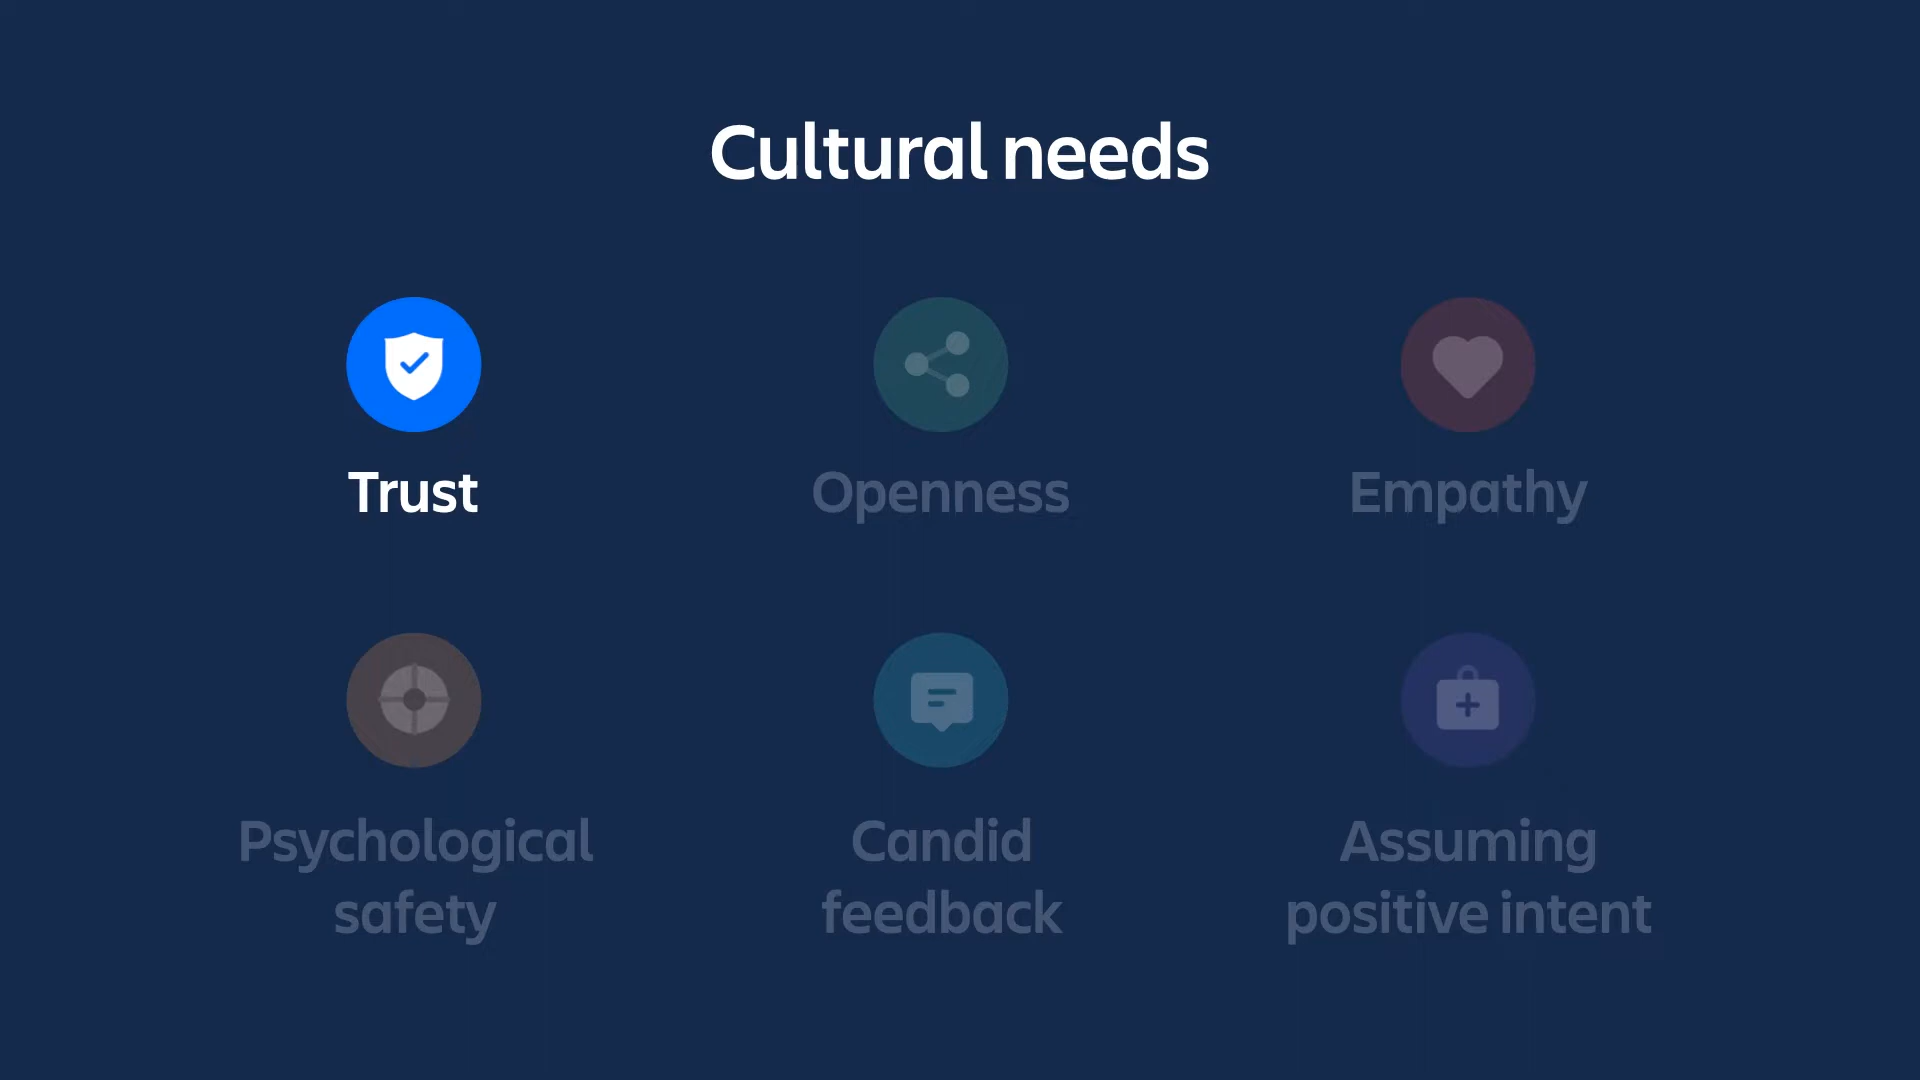 Cultural needs
Trust
Openness
Empathy
Psychological
safety
Candid
feedback
Assuming
positive intent